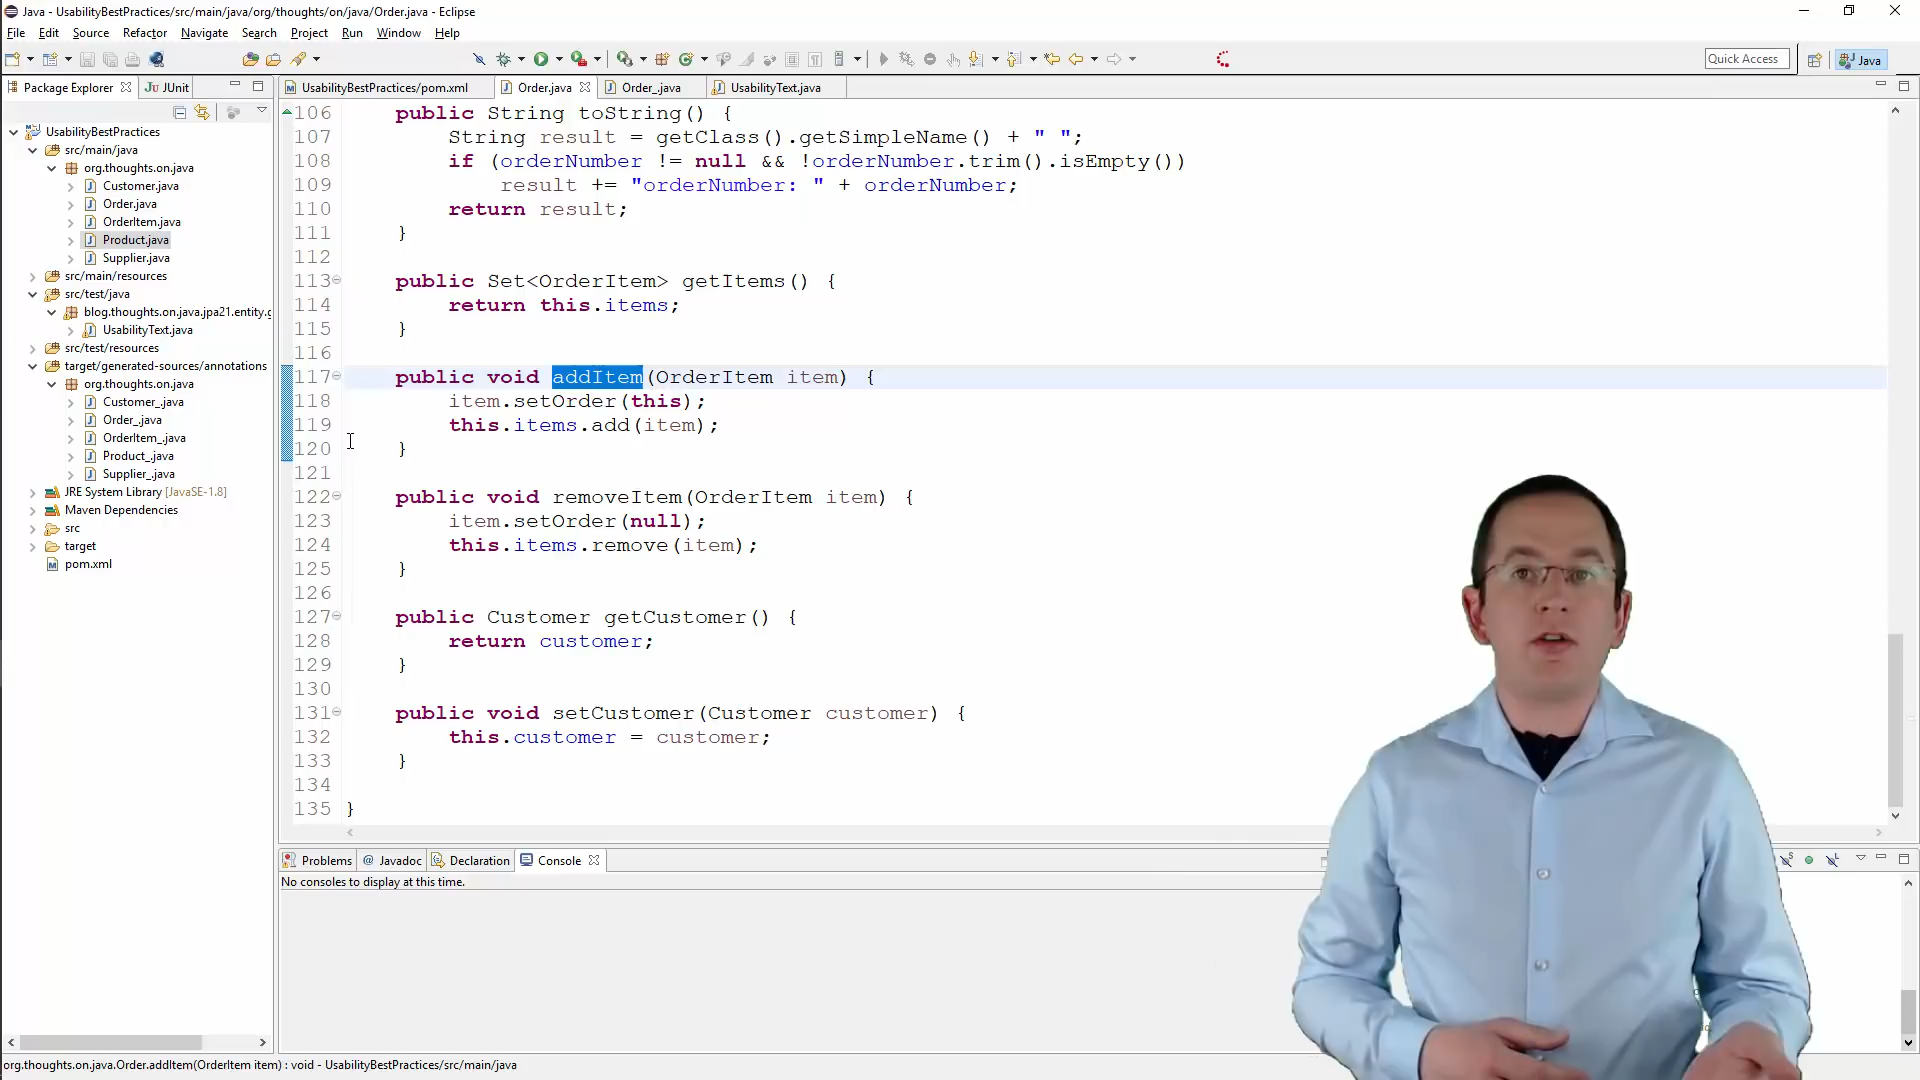 Java - UsabilityBestPractices/src/main/java/org/thoughts/on/java/Order.java - Eclipse
File Edit Source Refactor Navigate Search Project Run Window Help
Quick Access
Java
Package Explorer
JUnit
UsabilityBestPractices/pom.xml
Order.java
Order_.java
UsabilityText.java
UsabilityBestPractices
src/main/java
org.thoughts.on.java
Customer.java
Order.java
OrderItem.java
Product.java
Supplier.java
src/main/resources
src/test/java
blog.thoughts.on.java.jpa21.entity.g
UsabilityText.java
src/test/resources
target/generated-sources/annotations
org.thoughts.on.java
Customer_.java
Order_.java
OrderItem_.java
Product_.java
Supplier_.java
JRE System Library [JavaSE-1.8]
Maven Dependencies
src
target
pom.xml
106 public String toString() {
107 String result = getClass().getSimpleName() + " ";
108 if (orderNumber != null && !orderNumber.trim().isEmpty())
109 result += "orderNumber: " + orderNumber;
110 return result;
111 }
112
113 public Set<OrderItem> getItems() {
114 return this.items;
115 }
116
117 public void addItem(OrderItem item) {
118 item.setOrder(this);
119 this.items.add(item);
120 }
121
122 public void removeItem(OrderItem item) {
123 item.setOrder(null);
124 this.items.remove(item);
125 }
126
127 public Customer getCustomer() {
128 return customer;
129 }
130
131 public void setCustomer(Customer customer) {
132 this.customer = customer;
133 }
134
135 }
Problems
@ Javadoc
Declaration
Console
No consoles to display at this time.
org.thoughts.on.java.Order.addItem(OrderItem item) : void - UsabilityBestPractices/src/main/java